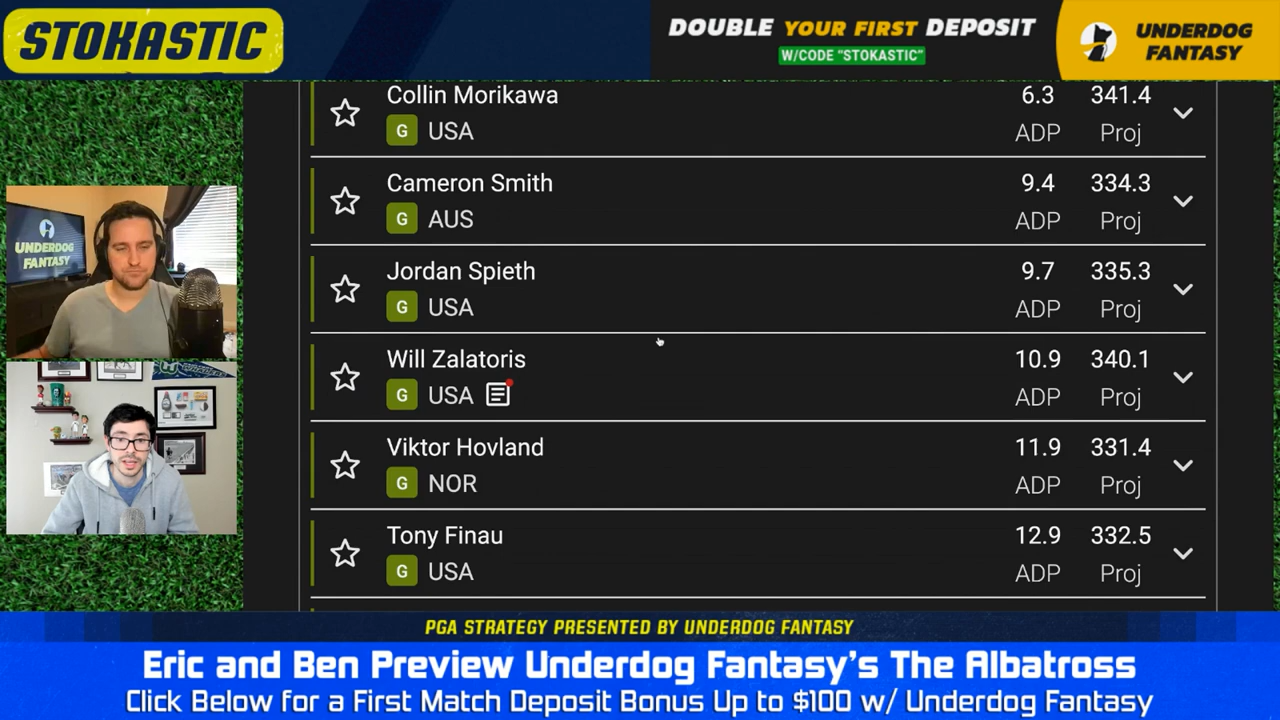 STOKASTIC
DOUBLE YOUR FIRST DEPOSIT
W/CODE "STOKASTIC"
UNDERDOG
FANTASY
Collin Morikawa
G USA
6.3 ADP
341.4 Proj
Cameron Smith
G AUS
9.4 ADP
334.3 Proj
Jordan Spieth
G USA
9.7 ADP
335.3 Proj
Will Zalatoris
G USA
10.9 ADP
340.1 Proj
Viktor Hovland
G NOR
11.9 ADP
331.4 Proj
Tony Finau
G USA
12.9 ADP
332.5 Proj
UNDERDOG
FANTASY
PGA STRATEGY PRESENTED BY UNDERDOG FANTASY
Eric and Ben Preview Underdog Fantasy's The Albatross
Click Below for a First Match Deposit Bonus Up to $100 w/ Underdog Fantasy